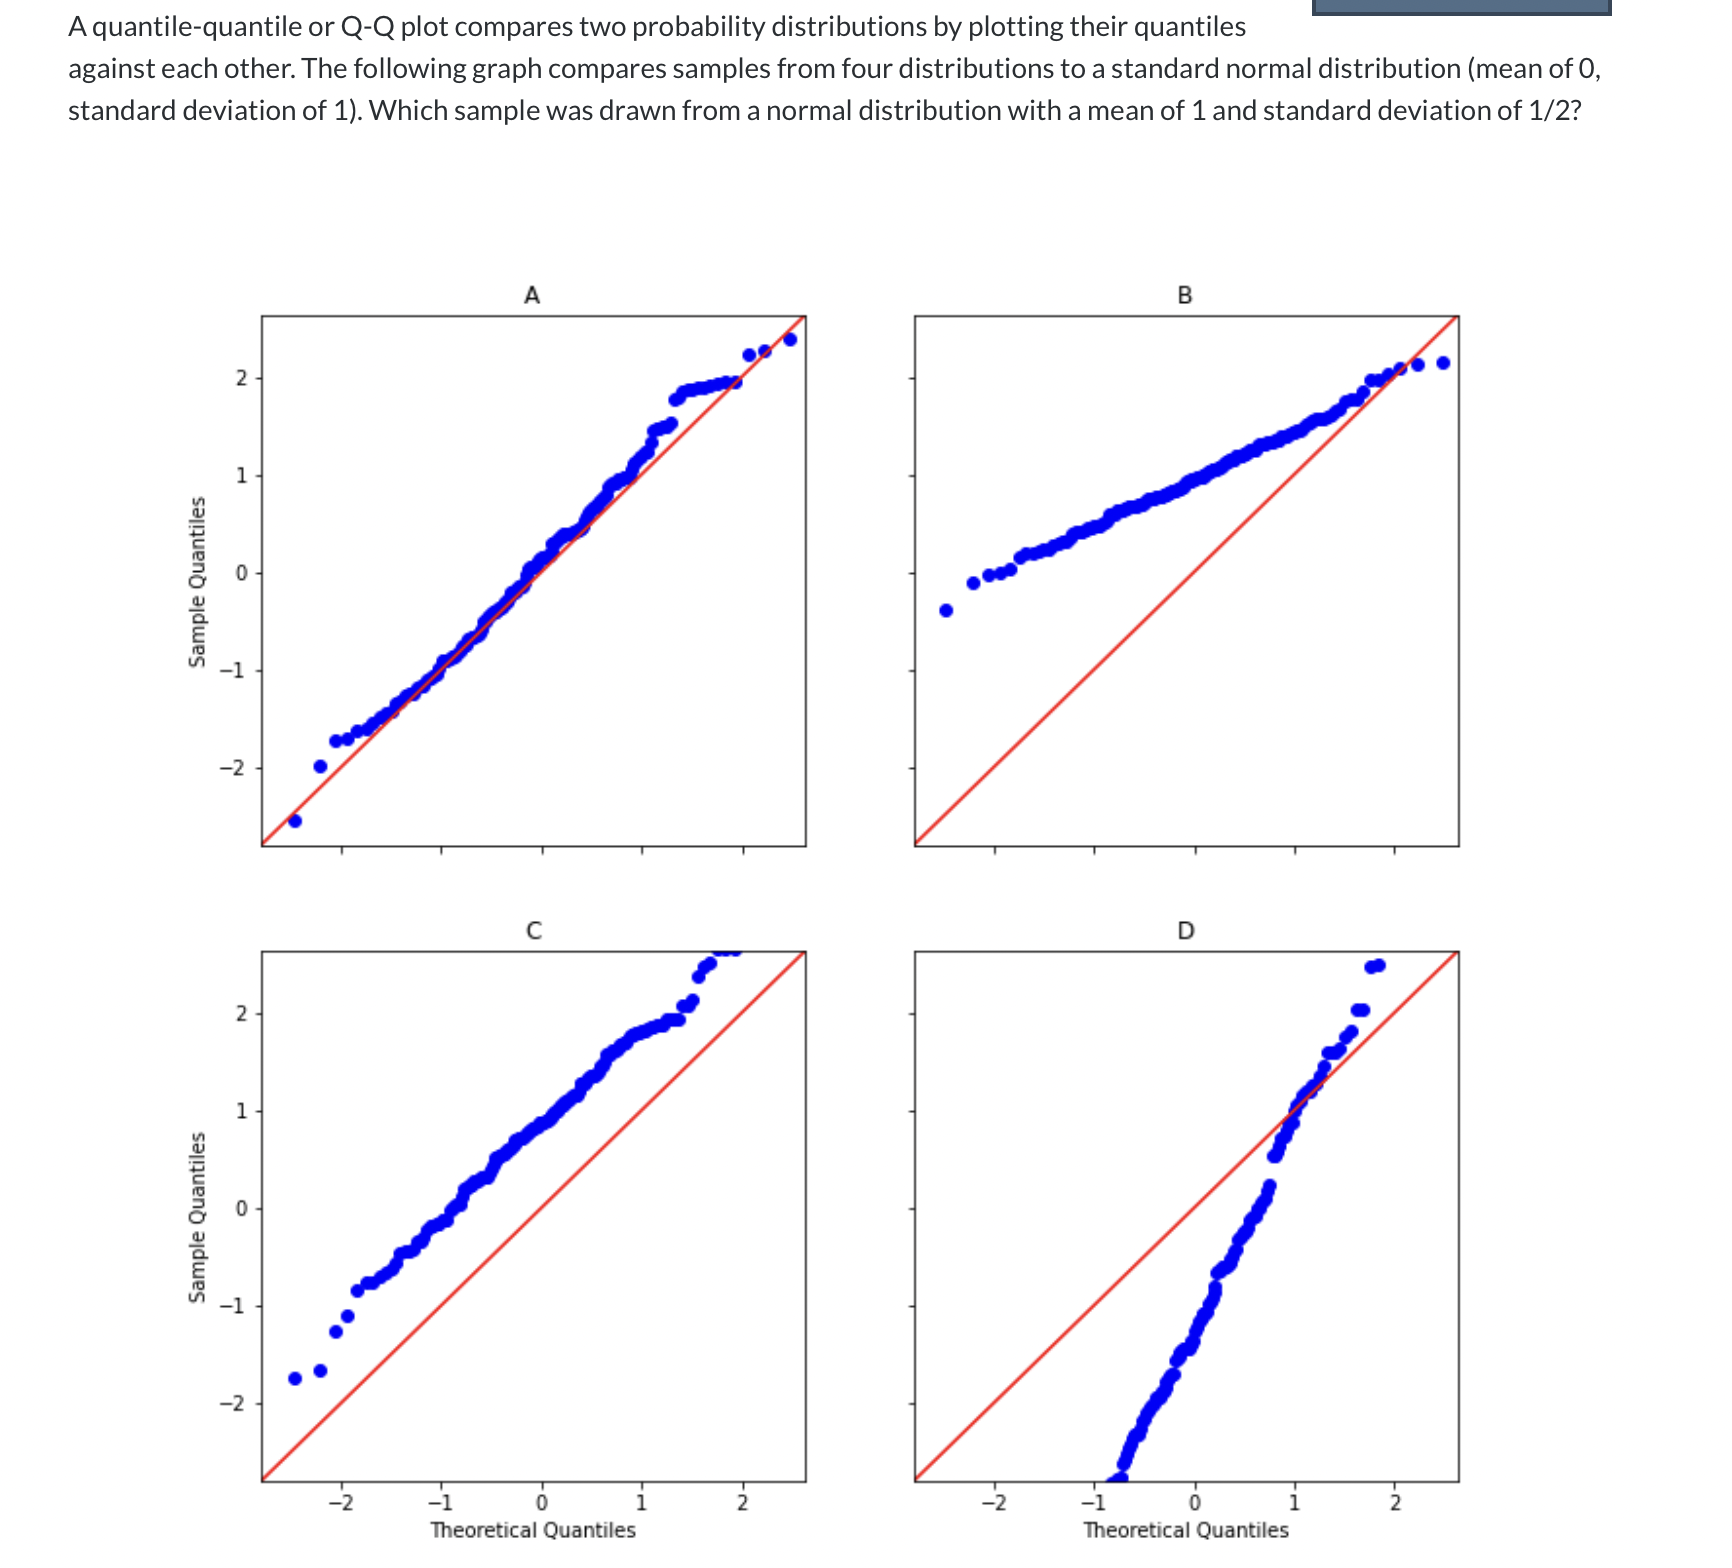 A quantile-quantile or Q-Q plot compares two probability distributions by plotting their quantiles
against each other. The following graph compares samples from four distributions to a standard normal distribution (mean of 0,
standard deviation of 1). Which sample was drawn from a normal distribution with a mean of 1 and standard deviation of 1/2?
A
B
2
1
0
−1
−2
Sample Quantiles
C
D
2
1
0
−1
−2
Sample Quantiles
−2 −1 0 1 2
−2 −1 0 1 2
Theoretical Quantiles
Theoretical Quantiles